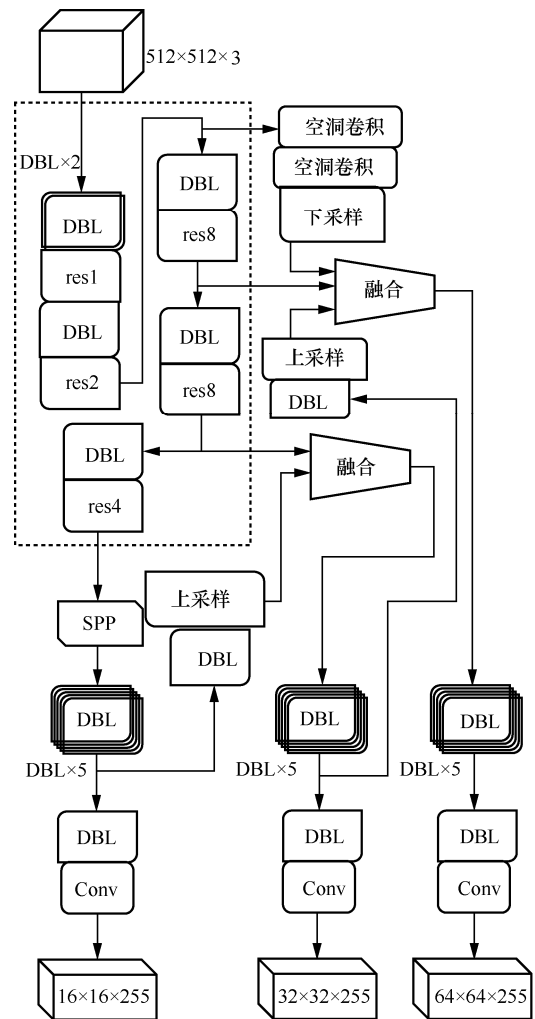 512×512×3
DBL×2
DBL
res1
DBL
res2
DBL
res8
DBL
res8
DBL
res4
空洞卷积
空洞卷积
下采样
融合
上采样
DBL
融合
上采样
DBL
SPP
DBL
DBL×5
DBL
Conv
16×16×255
DBL
DBL×5
DBL
Conv
32×32×255
DBL
DBL×5
DBL
Conv
64×64×255